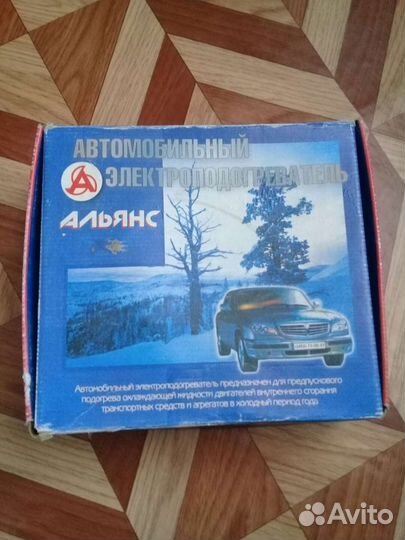 АВТОМОБИЛЬНЫЙ
ЭЛЕКТРОПОДОГРЕВАТЕЛЬ
АЛЬЯНС
Автомобильный электроподогреватель предназначен для предпускового
подогрева охлаждающей жидкости двигателей внутреннего сгорания
транспортных средств и агрегатов в холодный период года
Avito